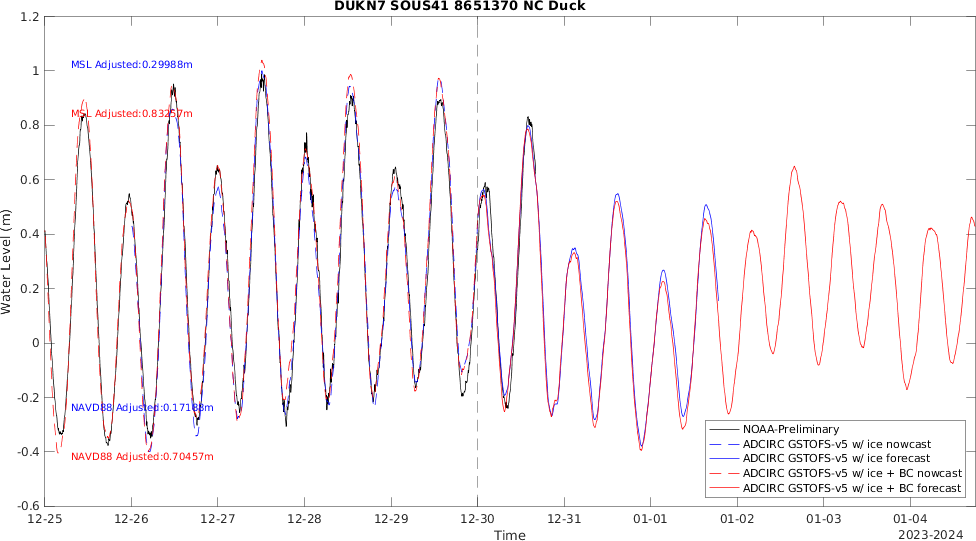 DUKN7 SOUS41 8651370 NC Duck
1.2
1
0.8
0.6
0.4
0.2
0
-0.2
-0.4
-0.6
Water Level (m)
MSL Adjusted:0.29988m
MSL Adjusted:0.83257m
NAVD88 Adjusted:0.17188m
NAVD88 Adjusted:0.70457m
NOAA-Preliminary
ADCIRC GSTOFS-v5 w/ ice nowcast
ADCIRC GSTOFS-v5 w/ ice forecast
ADCIRC GSTOFS-v5 w/ ice + BC nowcast
ADCIRC GSTOFS-v5 w/ ice + BC forecast
12-25 12-26 12-27 12-28 12-29 12-30 12-31 01-01 01-02 01-03 01-04
Time
2023-2024